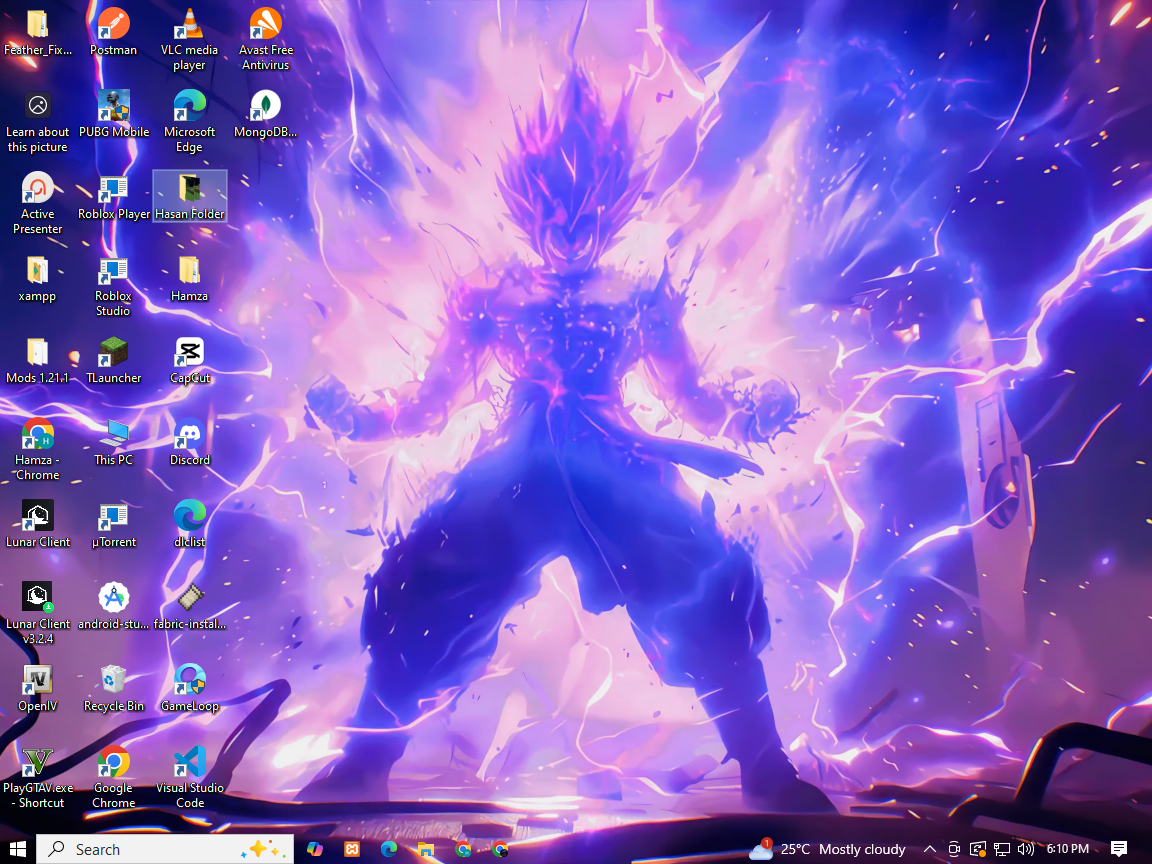 Feather_Fix...
Postman
VLC media
player
Avast Free
Antivirus
Learn about
this picture
PUBG Mobile
Microsoft
Edge
MongoDB...
Active
Presenter
Roblox Player
Hasan Folder
xampp
Roblox
Studio
Hamza
Mods 1.21.1
TLauncher
CapCut
Hamza -
Chrome
This PC
Discord
Lunar Client
µTorrent
dlclist
Lunar Client
v3.2.4
android-stu...
fabric-instal...
OpenIV
Recycle Bin
GameLoop
PlayGTAV.exe
- Shortcut
Google
Chrome
Visual Studio
Code
Search
1
25°C Mostly cloudy
6:10 PM